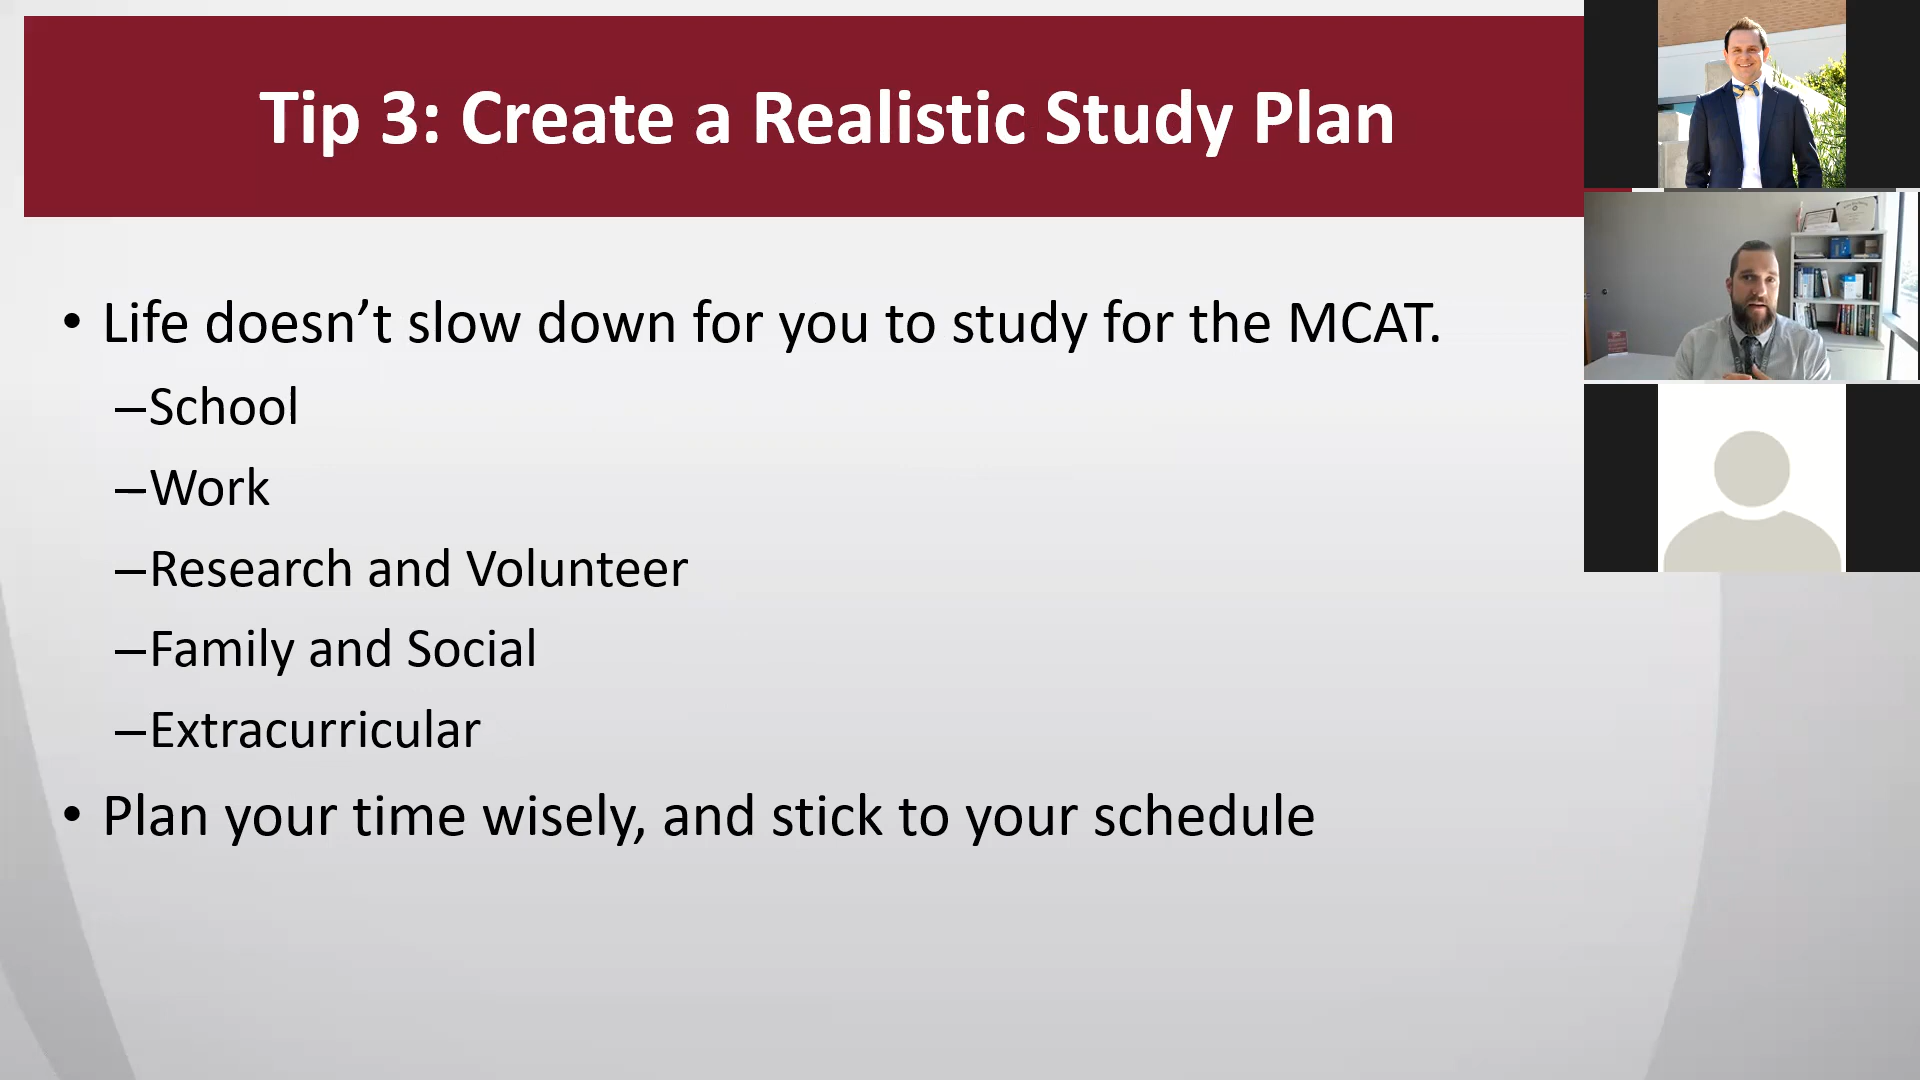 Tip 3: Create a Realistic Study Plan
• Life doesn’t slow down for you to study for the MCAT.
–School
–Work
–Research and Volunteer
–Family and Social
–Extracurricular
• Plan your time wisely, and stick to your schedule